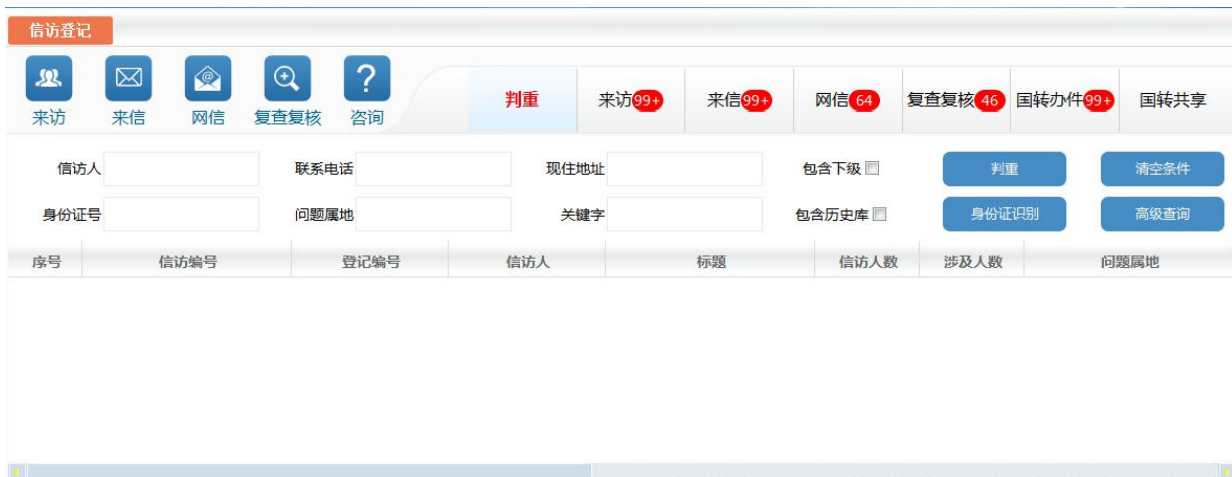 信访登记
来访 来信 网信 复查复核 咨询
判重 来访99+ 来信99+ 网信64 复查复核46 国转办件99+ 国转共享
信访人 联系电话 现住地址 包含下级 判重 清空条件
身份证号 问题属地 关键字 包含历史库 身份证识别 高级查询
序号 信访编号 登记编号 信访人 标题 信访人数 涉及人数 问题属地